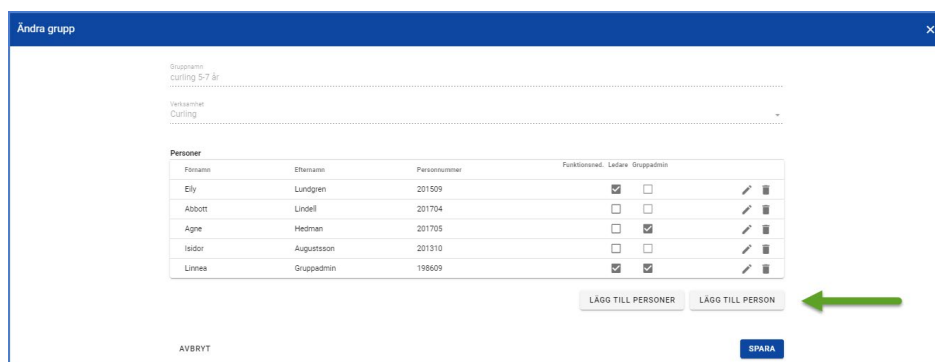 Ändra grupp
Gruppnamn
curling 5-7 år
Verksamhet
Curling
Personer
Förnamn Efternamn Personnummer Funktionsned. Ledare Gruppadmin
Eily Lundgren 201509
Abbott Lindell 201704
Agne Hedman 201705
Isidor Augustsson 201310
Linnea Gruppadmin 198609
LÄGG TILL PERSONER LÄGG TILL PERSON
AVBRYT SPARA